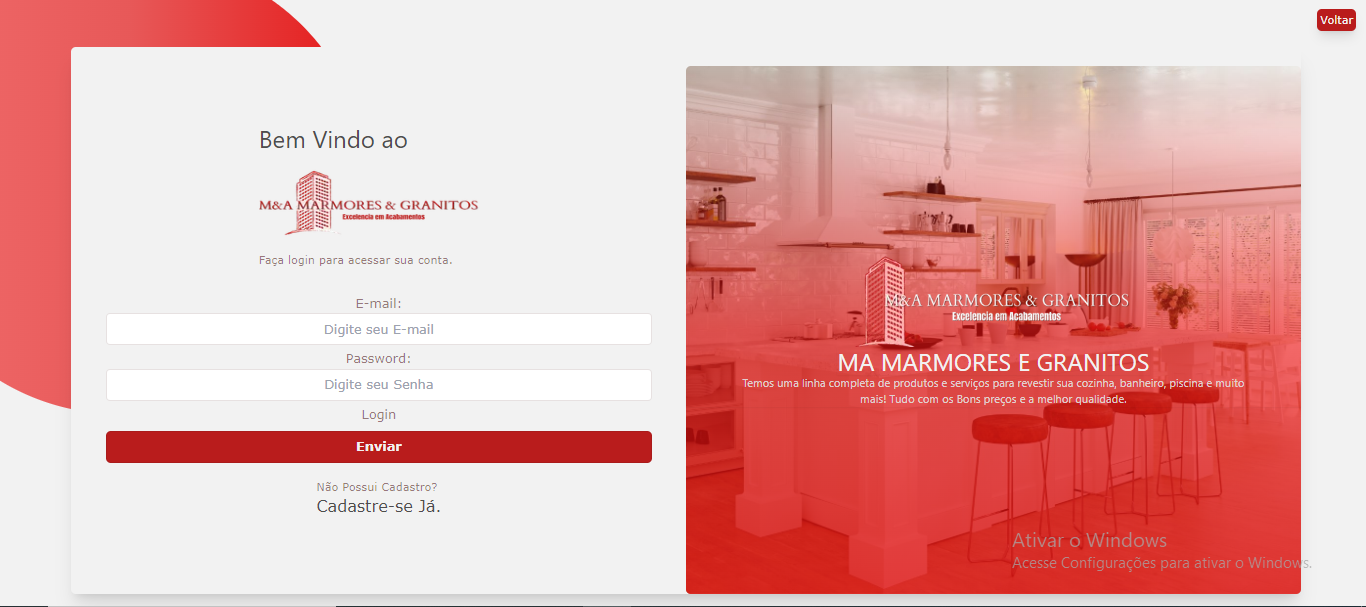 Voltar
Bem Vindo ao
M&A MARMORES & GRANITOS
Excelencia em Acabamentos
Faça login para acessar sua conta.
E-mail:
Digite seu E-mail
Password:
Digite seu Senha
Login
Enviar
Não Possui Cadastro?
Cadastre-se Já.
M&A MARMORES & GRANITOS
Excelencia em Acabamentos
MA MARMORES E GRANITOS
Temos uma linha completa de produtos e serviços para revestir sua cozinha, banheiro, piscina e muito
mais! Tudo com os Bons preços e a melhor qualidade.
Ativar o Windows
Acesse Configurações para ativar o Windows.